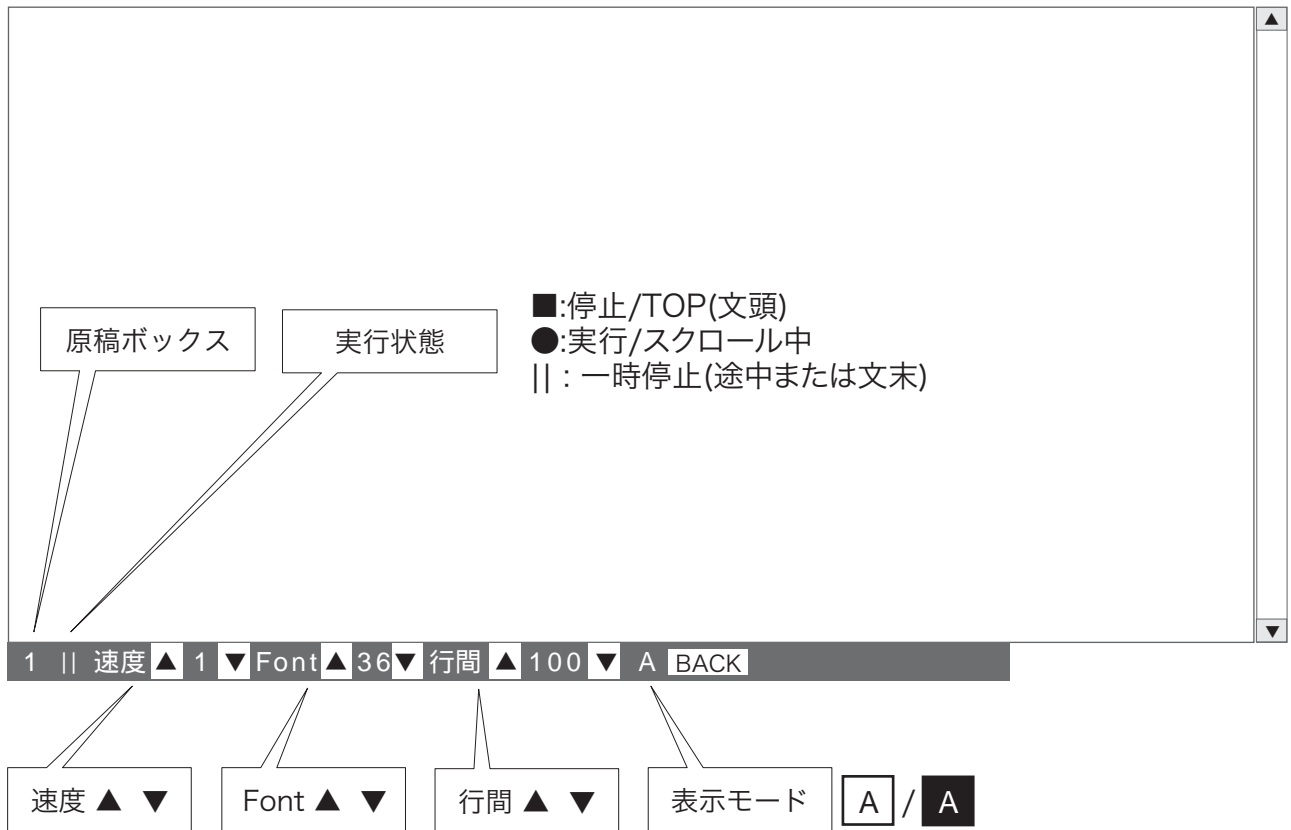 ▲
原稿ボックス
実行状態
■:停止/TOP(文頭)
●:実行/スクロール中
||：一時停止(途中または文末)
▼
1 || 速度 ▲ 1 ▼ Font ▲ 36 ▼ 行間 ▲ 100 ▼ A BACK
速度 ▲ ▼
Font ▲ ▼
行間 ▲ ▼
表示モード
A / A